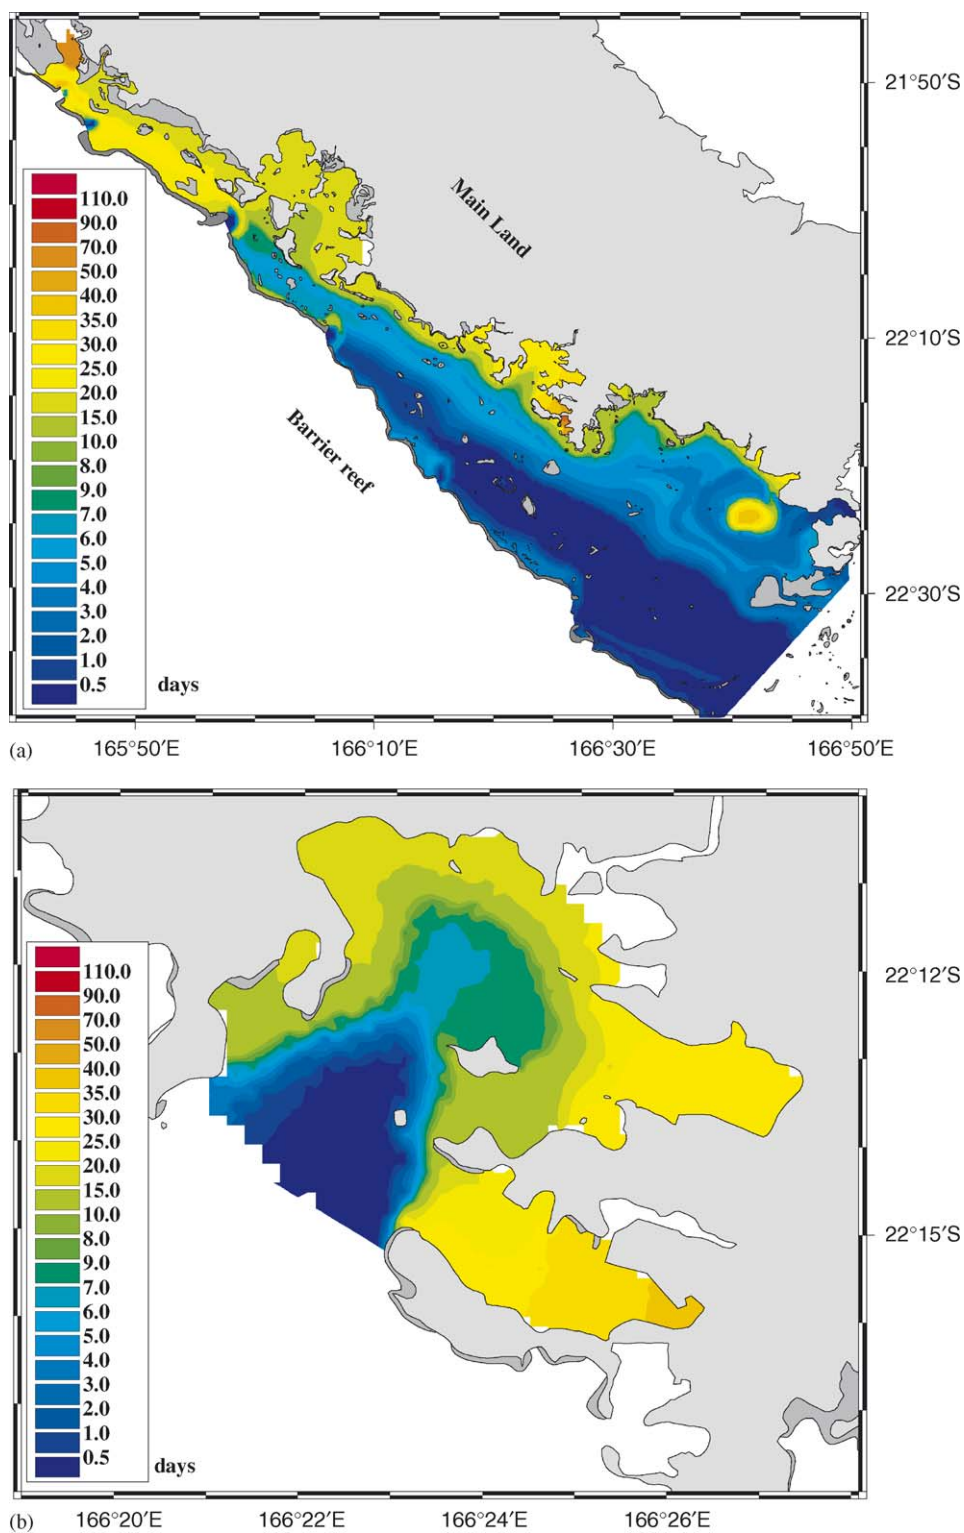 21°50'S
Main Land
110.0
90.0
70.0
50.0
40.0
35.0
30.0
25.0
20.0
15.0
10.0
8.0
9.0
7.0
6.0
5.0
4.0
3.0
2.0
1.0
0.5
days
22°10'S
Barrier reef
22°30'S
(a)
165°50'E
166°10'E
166°30'E
166°50'E
110.0
90.0
70.0
50.0
40.0
35.0
30.0
25.0
20.0
15.0
10.0
8.0
9.0
7.0
6.0
5.0
4.0
3.0
2.0
1.0
0.5
days
22°12'S
22°15'S
(b)
166°20'E
166°22'E
166°24'E
166°26'E